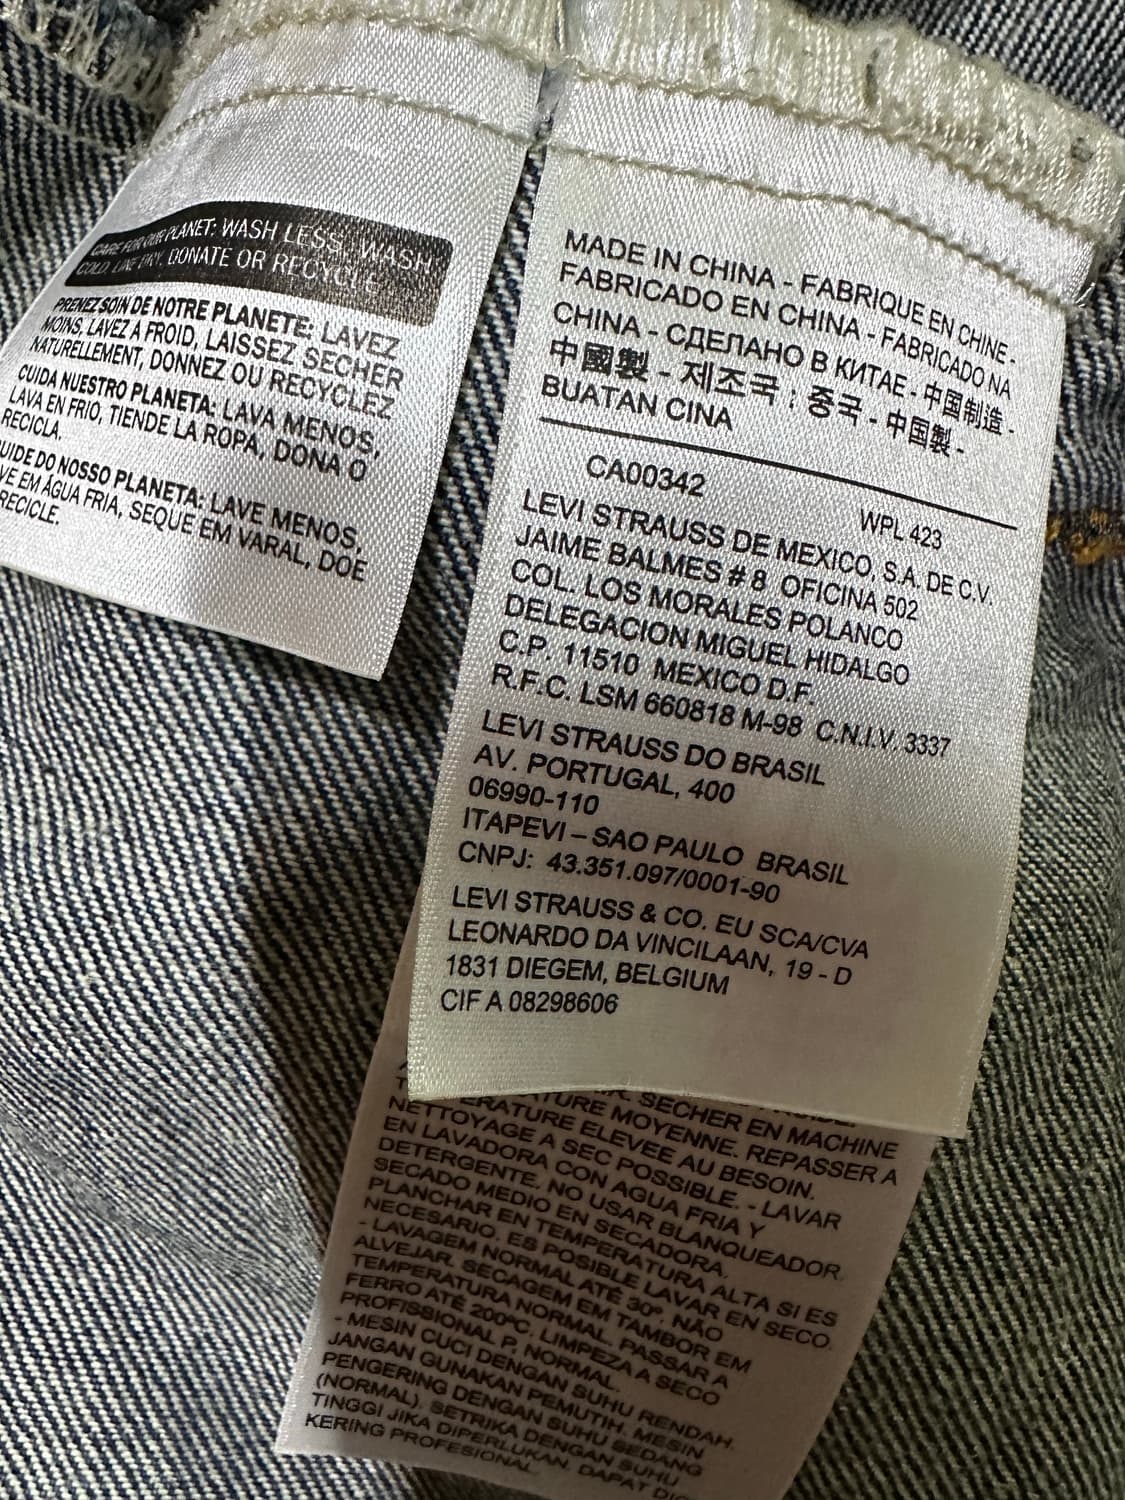 CARE FOR OUR PLANET: WASH LESS, WASH
COLD, LINE DRY, DONATE OR RECYCLE
PRENEZ SOIN DE NOTRE PLANETE: LAVEZ
MOINS, LAVEZ À FROID, LAISSEZ SECHER
NATURELLEMENT, DONNEZ OU RECYCLEZ
CUIDA NUESTRO PLANETA: LAVA MENOS,
LAVA EN FRIO, TIENDE LA ROPA, DONA O
RECICLA.
UIDE DO NOSSO PLANETA: LAVE MENOS,
VE EM ÁGUA FRIA, SEQUE EM VARAL, DOE
RECICLE.
MADE IN CHINA - FABRIQUE EN CHINE -
FABRICADO EN CHINA - FABRICADO NA
CHINA - СДЕЛАНО В КИТАЕ - 中国制造 -
中國製 - 제조국 : 중국 - 中国製 -
BUATAN CINA
CA00342
WPL 423
LEVI STRAUSS DE MEXICO, S.A. DE C.V.
JAIME BALMES # 8 OFICINA 502
COL. LOS MORALES POLANCO
DELEGACION MIGUEL HIDALGO
C.P. 11510 MEXICO D.F.
R.F.C. LSM 660818 M-98 C.N.I.V. 3337
LEVI STRAUSS DO BRASIL
AV. PORTUGAL, 400
06990-110
ITAPEVI – SAO PAULO BRASIL
CNPJ: 43.351.097/0001-90
LEVI STRAUSS & CO. EU SCA/CVA
LEONARDO DA VINCILAAN, 19 - D
1831 DIEGEM, BELGIUM
CIF A 08298606
SECHER EN MACHINE
TURE MOYENNE. REPASSER A
ERATURE ELEVEE AU BESOIN.
NETTOYAGE A SEC POSSIBLE. - LAVAR
EN LAVADORA CON AGUA FRIA Y
DETERGENTE. NO USAR BLANQUEADOR.
SECADO MEDIO EN SECADORA.
PLANCHAR EN TEMPERATURA ALTA SI ES
NECESARIO. ES POSIBLE LAVAR EN SECO.
- LAVAGEM NORMAL ATÉ 30º, NÃO
ALVEJAR. SECAGEM EM TAMBOR EM
TEMPERATURA NORMAL. PASSAR A
FERRO ATÉ 200ºC. LIMPEZA A SECO
PROFISSIONAL P. NORMAL.
- MESIN CUCI DENGAN SUHU RENDAH.
JANGAN GUNAKAN PEMUTIH. MESIN
PENGERING DENGAN SUHU SEDANG
(NORMAL). SETRIKA DENGAN SUHU
TINGGI JIKA DIPERLUKAN. DAPAT DI
KERING PROFESIONAL.